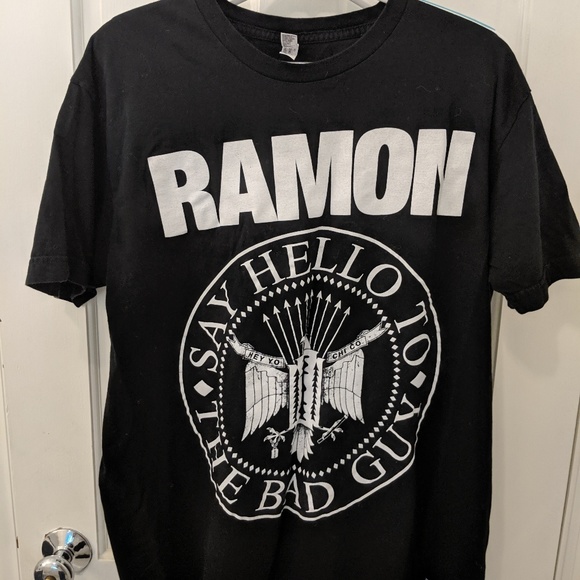 RAMON
SAY HELLO TO
THE BAD GUY
HEY YO
CHI CO